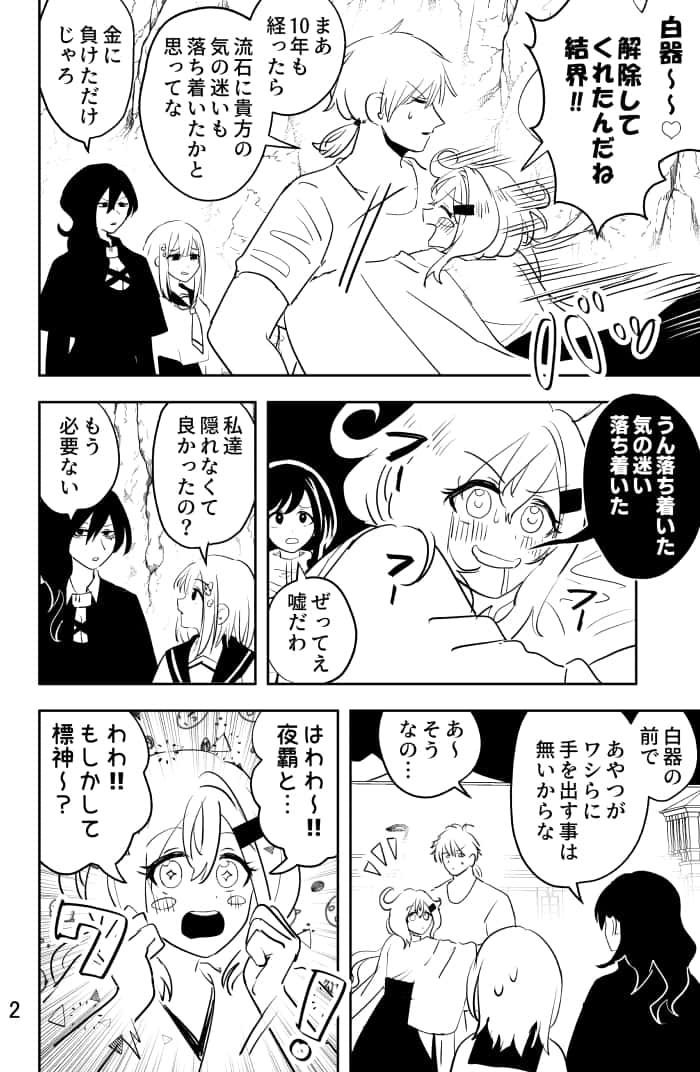 白器～～♡
解除して
くれたんだね
結界!!
まあ
10年も
経ったら
流石に貴方の
気の迷いも
落ち着いたかと
思ってな
金に
負けただけ
じゃろ
うん落ち着いた
気の迷い
落ち着いた
ぜってえ
嘘だわ
私達
隠れなくて
良かったの?
もう
必要ない
白器の
前で
あやつが
ワシらに
手を出す事は
無いからな
あ～
そう
なの…
はわわ～!!
夜覇と…
わわ!!
もしかして
標神～?
2